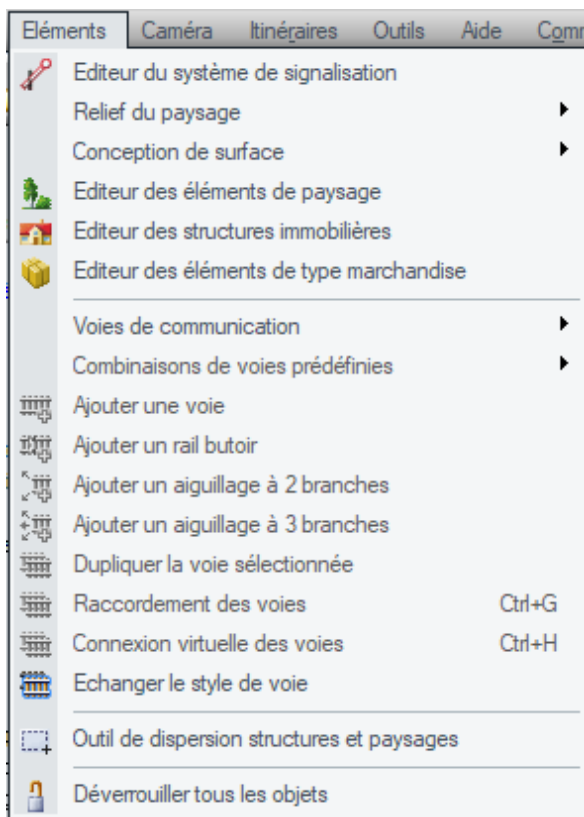 Eléments Caméra Itinéraires Outils Aide Comm
Editeur du système de signalisation
Relief du paysage
Conception de surface
Editeur des éléments de paysage
Editeur des structures immobilières
Editeur des éléments de type marchandise
Voies de communication
Combinaisons de voies prédéfinies
Ajouter une voie
Ajouter un rail butoir
Ajouter un aiguillage à 2 branches
Ajouter un aiguillage à 3 branches
Dupliquer la voie sélectionnée
Raccordement des voies Ctrl+G
Connexion virtuelle des voies Ctrl+H
Echanger le style de voie
Outil de dispersion structures et paysages
Déverrouiller tous les objets